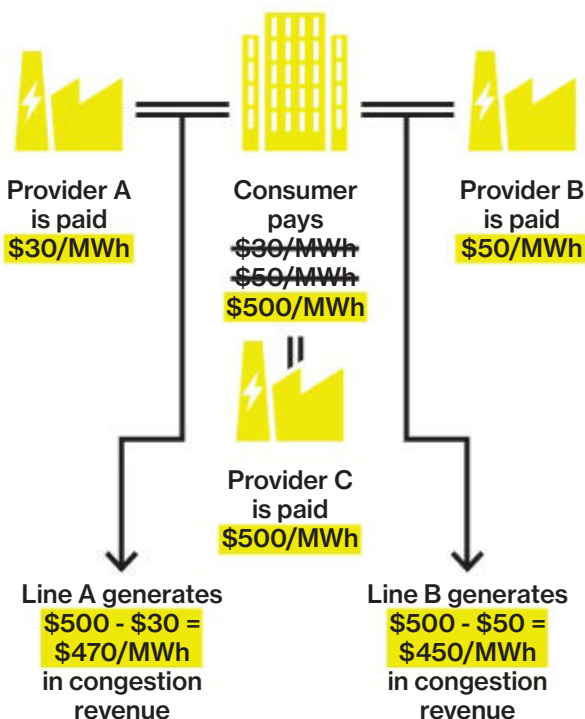 Provider A
is paid
$30/MWh
Consumer
pays
$30/MWh
$50/MWh
$500/MWh
Provider B
is paid
$50/MWh
Provider C
is paid
$500/MWh
Line A generates
$500 - $30 =
$470/MWh
in congestion
revenue
Line B generates
$500 - $50 =
$450/MWh
in congestion
revenue